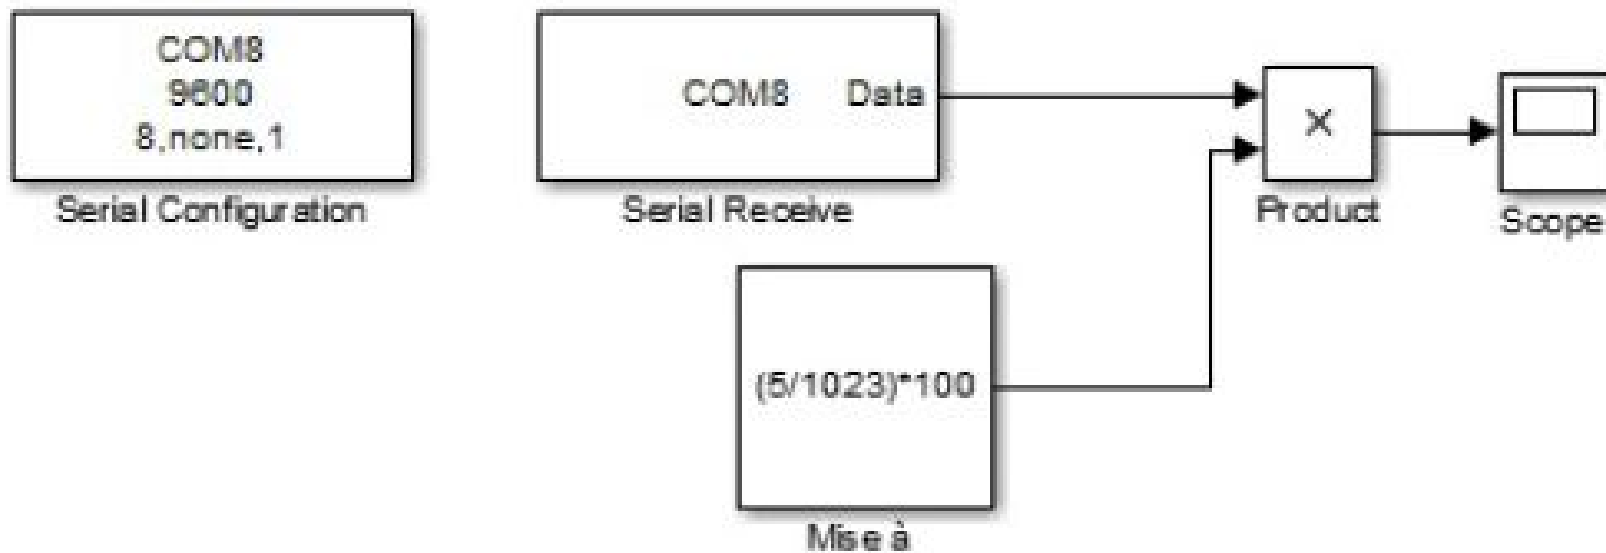 COM8
9600
8,none,1
Serial Configuration
COM8 Data
Serial Receive
×
Product
Scope
(5/1023)*100
Mise à